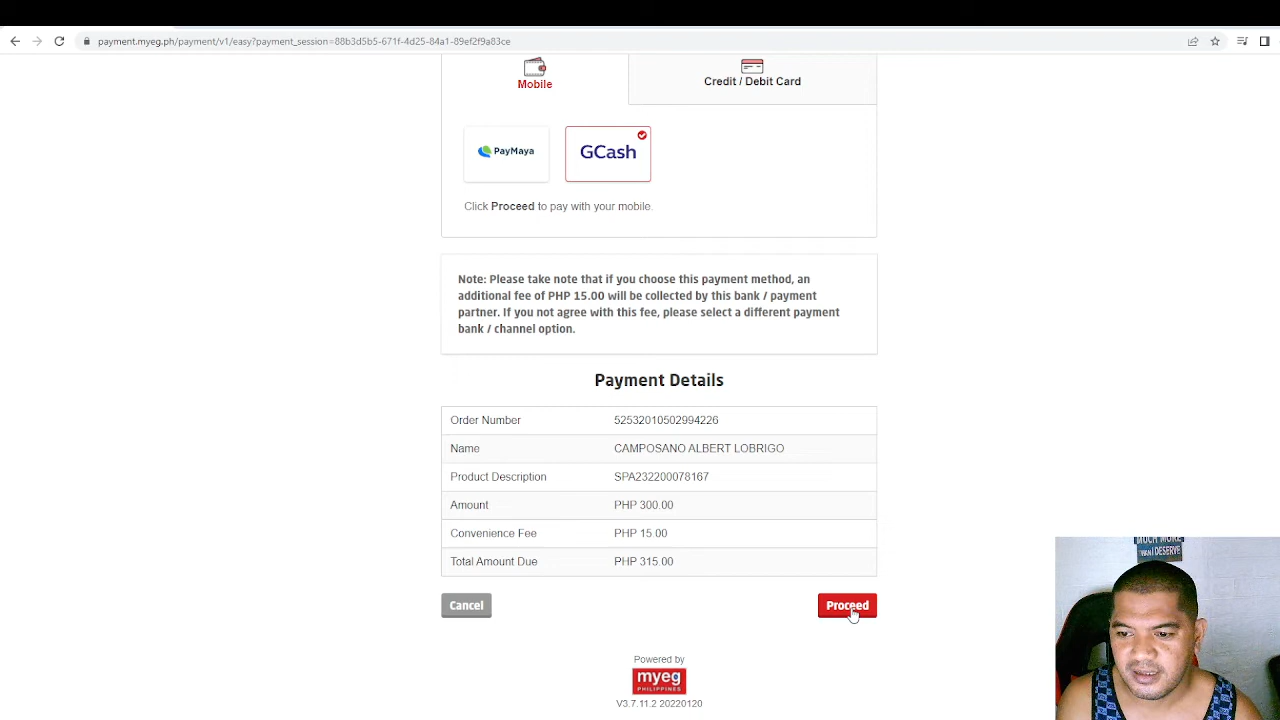 payment.myeg.ph/payment/v1/easy?payment_session=88b3d5b5-671f-4d25-84a1-89ef2f9a83ce
Mobile
Credit / Debit Card
PayMaya
GCash
Click Proceed to pay with your mobile.
Note: Please take note that if you choose this payment method, an
additional fee of PHP 15.00 will be collected by this bank / payment
partner. If you not agree with this fee, please select a different payment
bank / channel option.
Payment Details
Order Number 52532010502994226
Name CAMPOSANO ALBERT LOBRIGO
Product Description SPA232200078167
Amount PHP 300.00
Convenience Fee PHP 15.00
Total Amount Due PHP 315.00
Cancel
Proceed
MUCH MORE
I DESERVE
Powered by
myeg
PHILIPPINES
V3.7.11.2 20220120